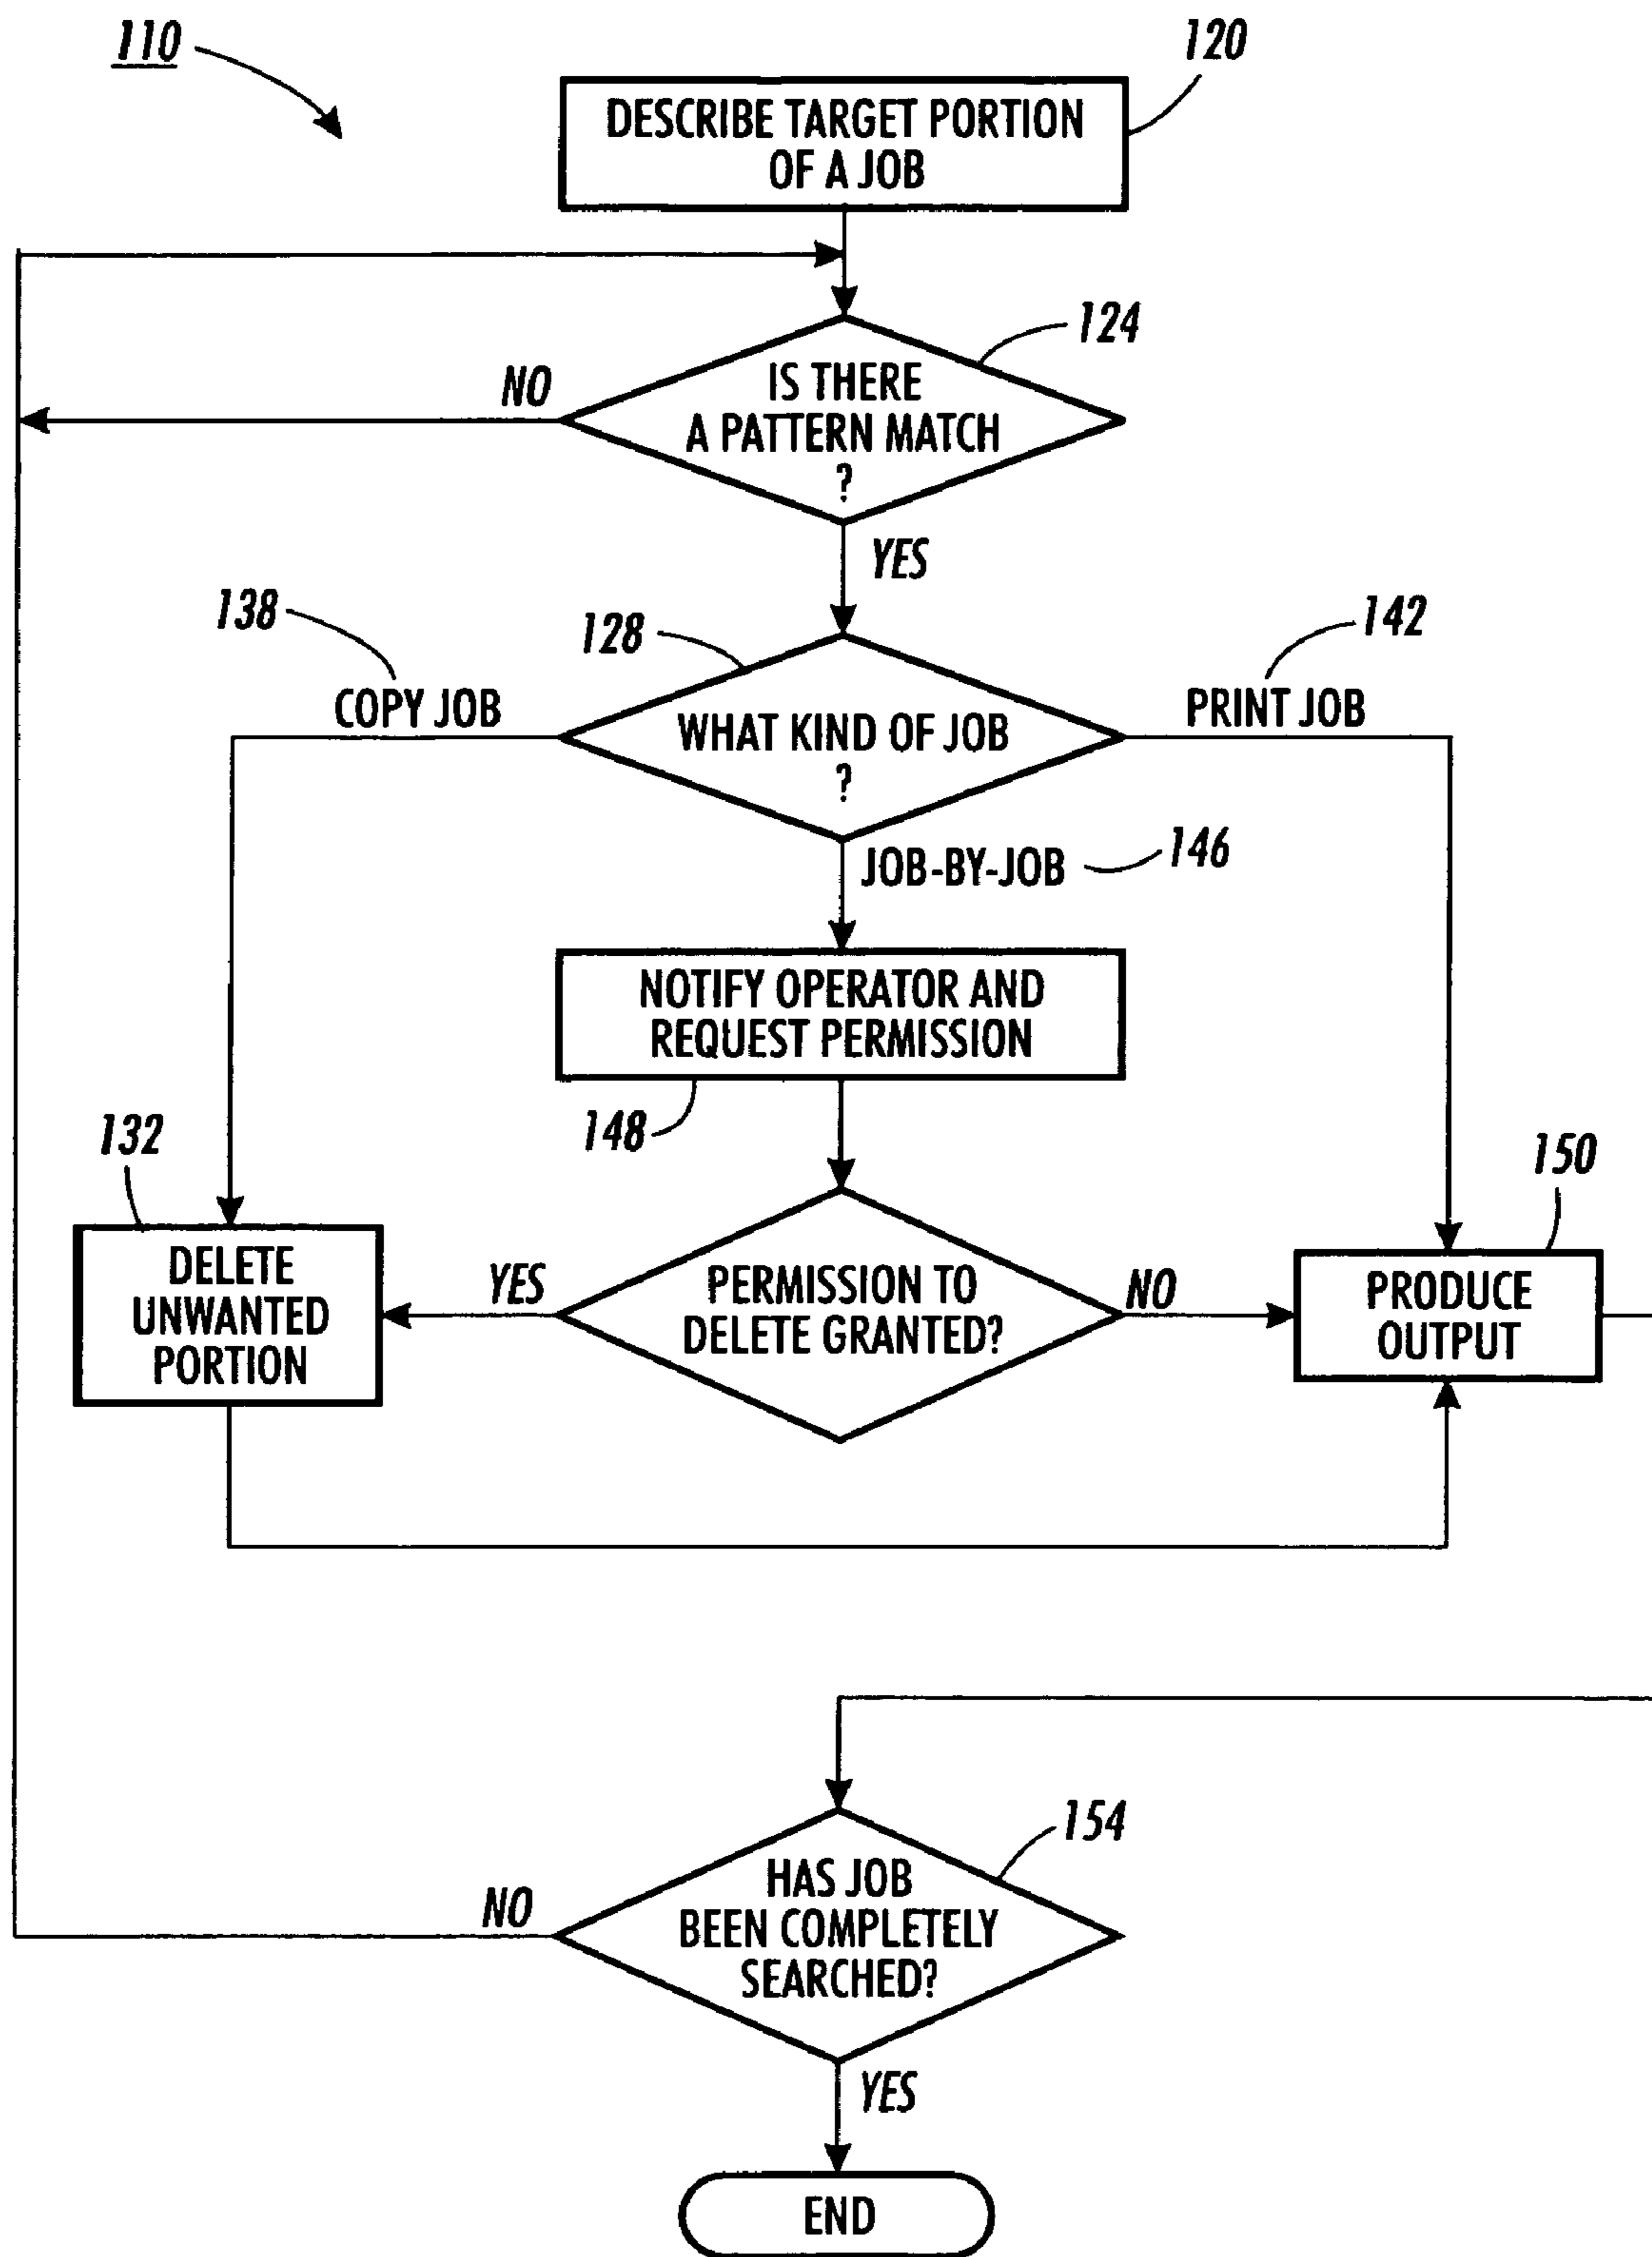 110
120
DESCRIBE TARGET PORTION
OF A JOB
124
IS THERE
A PATTERN MATCH
?
NO
YES
138
128
142
COPY JOB
WHAT KIND OF JOB
?
PRINT JOB
JOB-BY-JOB
146
NOTIFY OPERATOR AND
REQUEST PERMISSION
148
132
150
DELETE
UNWANTED
PORTION
YES
PERMISSION TO
DELETE GRANTED?
NO
PRODUCE
OUTPUT
154
HAS JOB
BEEN COMPLETELY
SEARCHED?
NO
YES
END